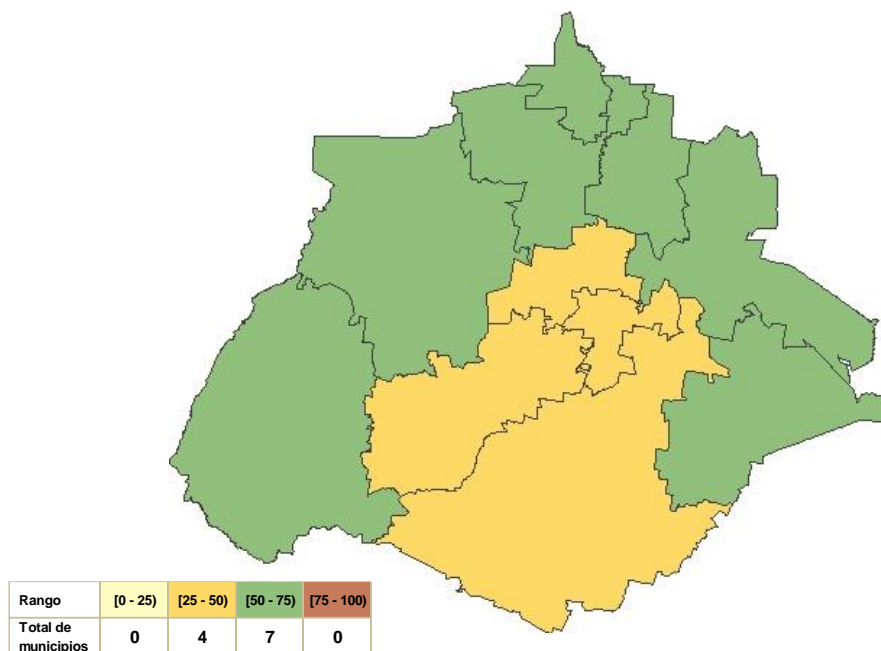 Rango [0 - 25) [25 - 50) [50 - 75) [75 - 100)
Total de municipios 0 4 7 0